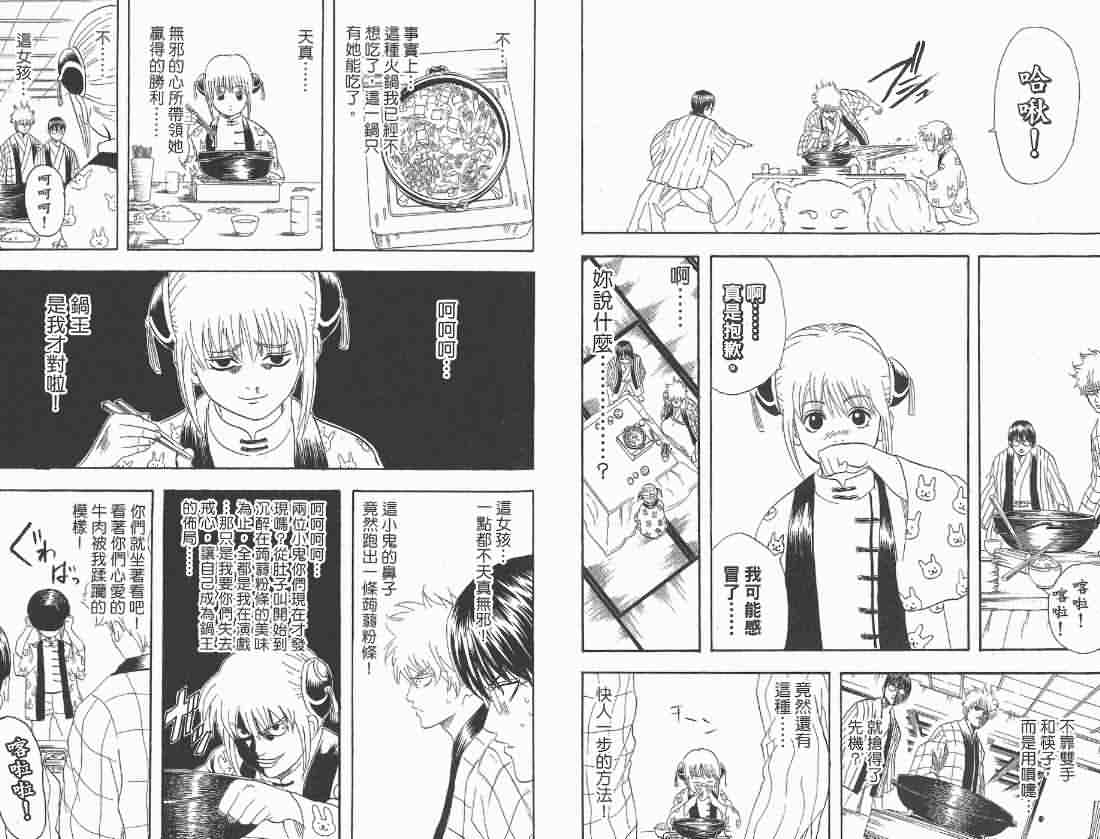 哈
啾！
喀啦！
喀
啦！
啊……
真是抱歉。
我可能感
冒了……
啊……
妳說什麼…………？
不靠雙手
和筷子，
而是用噴嚏…
就搶得了
先機？
竟然還有
這種……
快人一步的方法！
不……
事實上…
這種火鍋我已經不
想吃了，這一鍋只
有她能吃了。
天真……
無邪的心所帶領她
贏得的勝利……
不…
這女孩…
呵呵呵！
呵呵呵…
鍋王
是我才對啦！
這女孩…
一點都不天真無邪！
這小鬼的鼻子
竟然跑出一條蒟蒻粉條！
呵呵呵呵…
兩位小鬼你們現在才發
現嗎？從肚子叫開始到
沉醉在蒟蒻粉條的美味
為止，全都是我在演戲
…那只是我要你們失去
戒心，讓自己成為鍋王
的佈局……
你們就坐著看吧！
看著你們心愛的
牛肉被我蹂躪的
模樣！
ぐわばっ
喀啦啦！